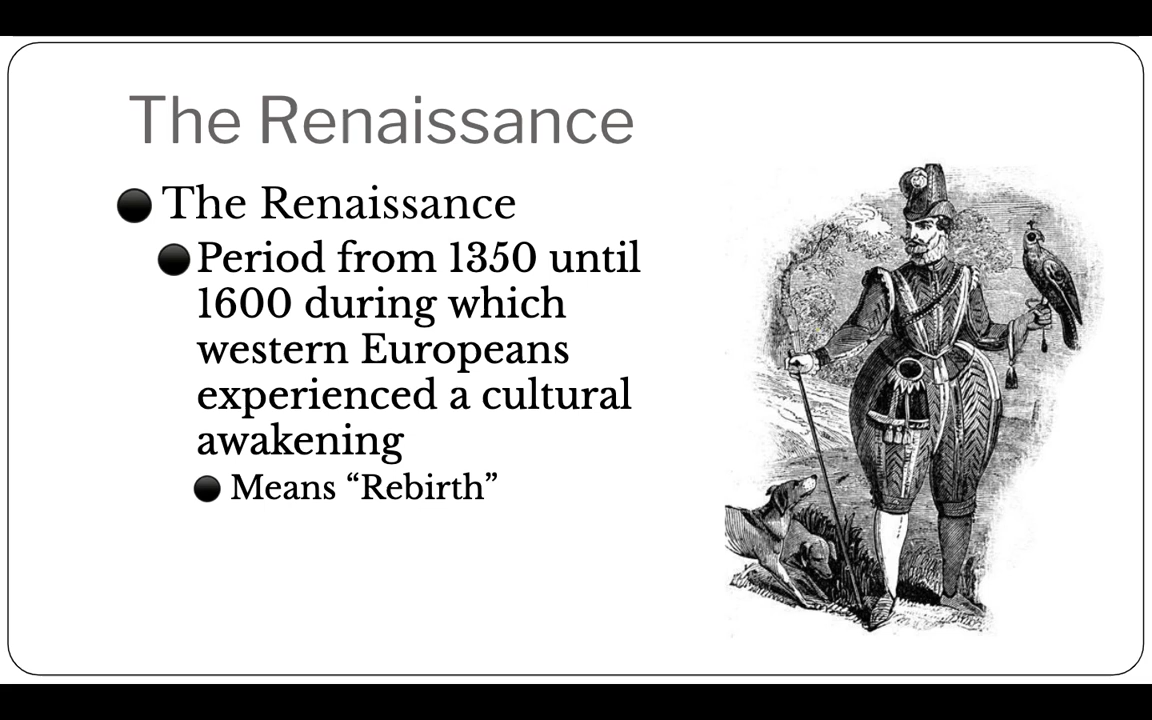 The Renaissance
The Renaissance
Period from 1350 until
1600 during which
western Europeans
experienced a cultural
awakening
Means “Rebirth”